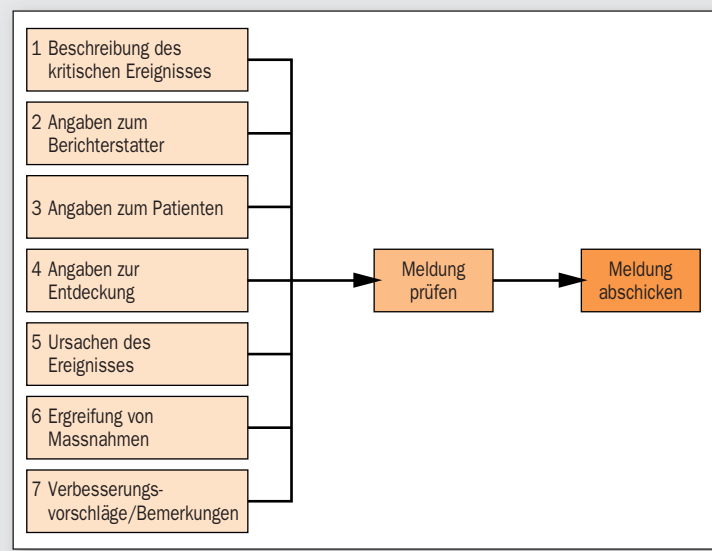 1 Beschreibung des
kritischen Ereignisses
2 Angaben zum
Berichterstatter
3 Angaben zum Patienten
4 Angaben zur
Entdeckung
5 Ursachen des
Ereignisses
6 Ergreifung von
Massnahmen
7 Verbesserungs-
vorschläge/Bemerkungen
Meldung
prüfen
Meldung
abschicken